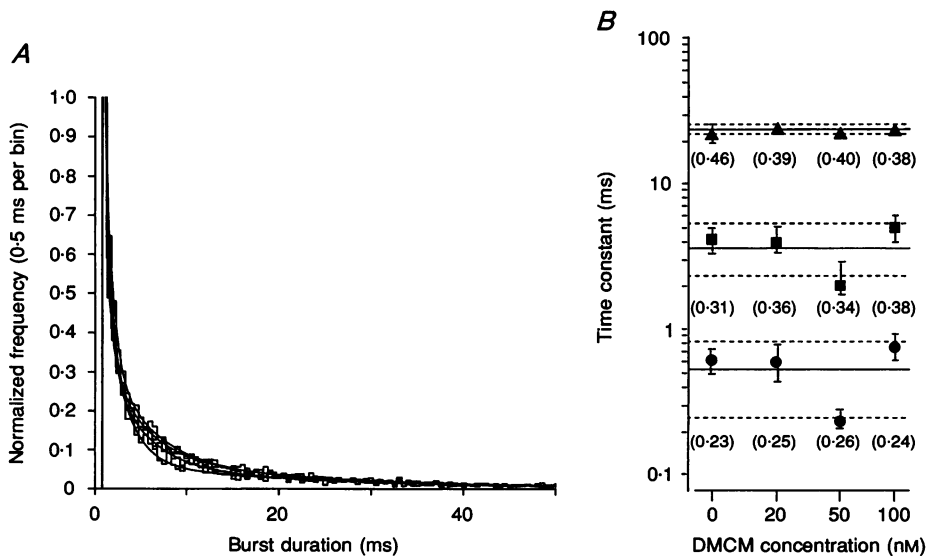 A
Normalized frequency (0·5 ms per bin)
1·0
0·9
0·8
0·7
0·6
0·5
0·4
0·3
0·2
0·1
0
0
20
40
Burst duration (ms)
B
Time constant (ms)
100
10
1
0·1
(0·46) (0·39) (0·40) (0·38)
(0·31) (0·36) (0·34) (0·38)
(0·23) (0·25) (0·26) (0·24)
0 20 50 100
DMCM concentration (nM)